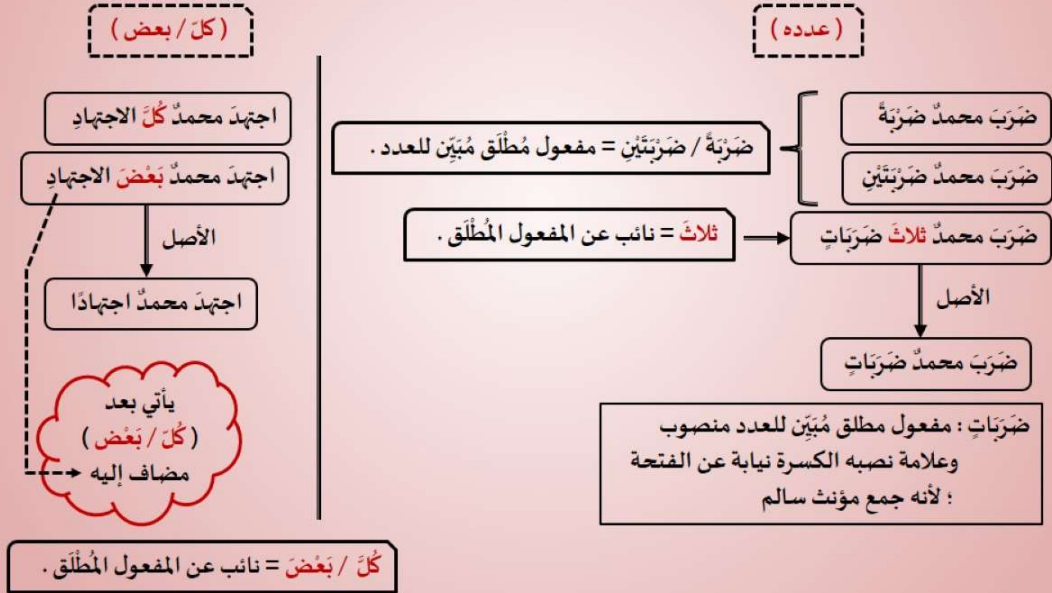 ( عدده )
ضَرَبَ محمدٌ ضَرْبَةً
ضَرَبَ محمدٌ ضَرْبَتَيْنِ
ضَرْبَةً / ضَرْبَتَيْنِ = مفعول مُطْلَق مُبَيِّن للعدد .
ضَرَبَ محمدٌ ثلاثَ ضَرَبَاتٍ
ثلاثَ = نائب عن المفعول المُطْلَق .
الأصل
ضَرَبَ محمدٌ ضَرَبَاتٍ
ضَرَبَاتٍ : مفعول مطلق مُبَيِّن للعدد منصوب
وعلامة نصبه الكسرة نيابة عن الفتحة
؛ لأنه جمع مؤنث سالم
( كلّ / بعض )
اجتهدَ محمدٌ كُلَّ الاجتهادِ
اجتهدَ محمدٌ بَعْضَ الاجتهادِ
الأصل
اجتهدَ محمدٌ اجتهادًا
يأتي بعد
( كُلّ / بَعْض )
مضاف إليه
كُلَّ / بَعْضَ = نائب عن المفعول المُطْلَق .